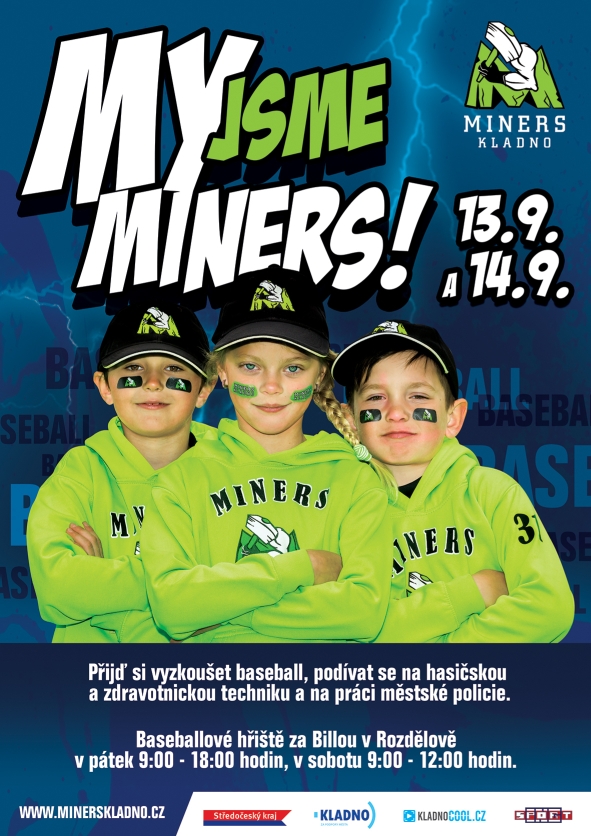 MY JSME
MINERS!
MINERS
KLADNO
13.9.
A 14.9.
BASEBALL
MINERS
MINERS
31
Přijď si vyzkoušet baseball, podívat se na hasičskou
a zdravotnickou techniku a na práci městské policie.
Baseballové hřiště za Billou v Rozdělově
v pátek 9:00 - 18:00 hodin, v sobotu 9:00 - 12:00 hodin.
WWW.MINERSKLADNO.CZ
Středočeský kraj
KLADNO
KLADNOCOOL.CZ
SPORT